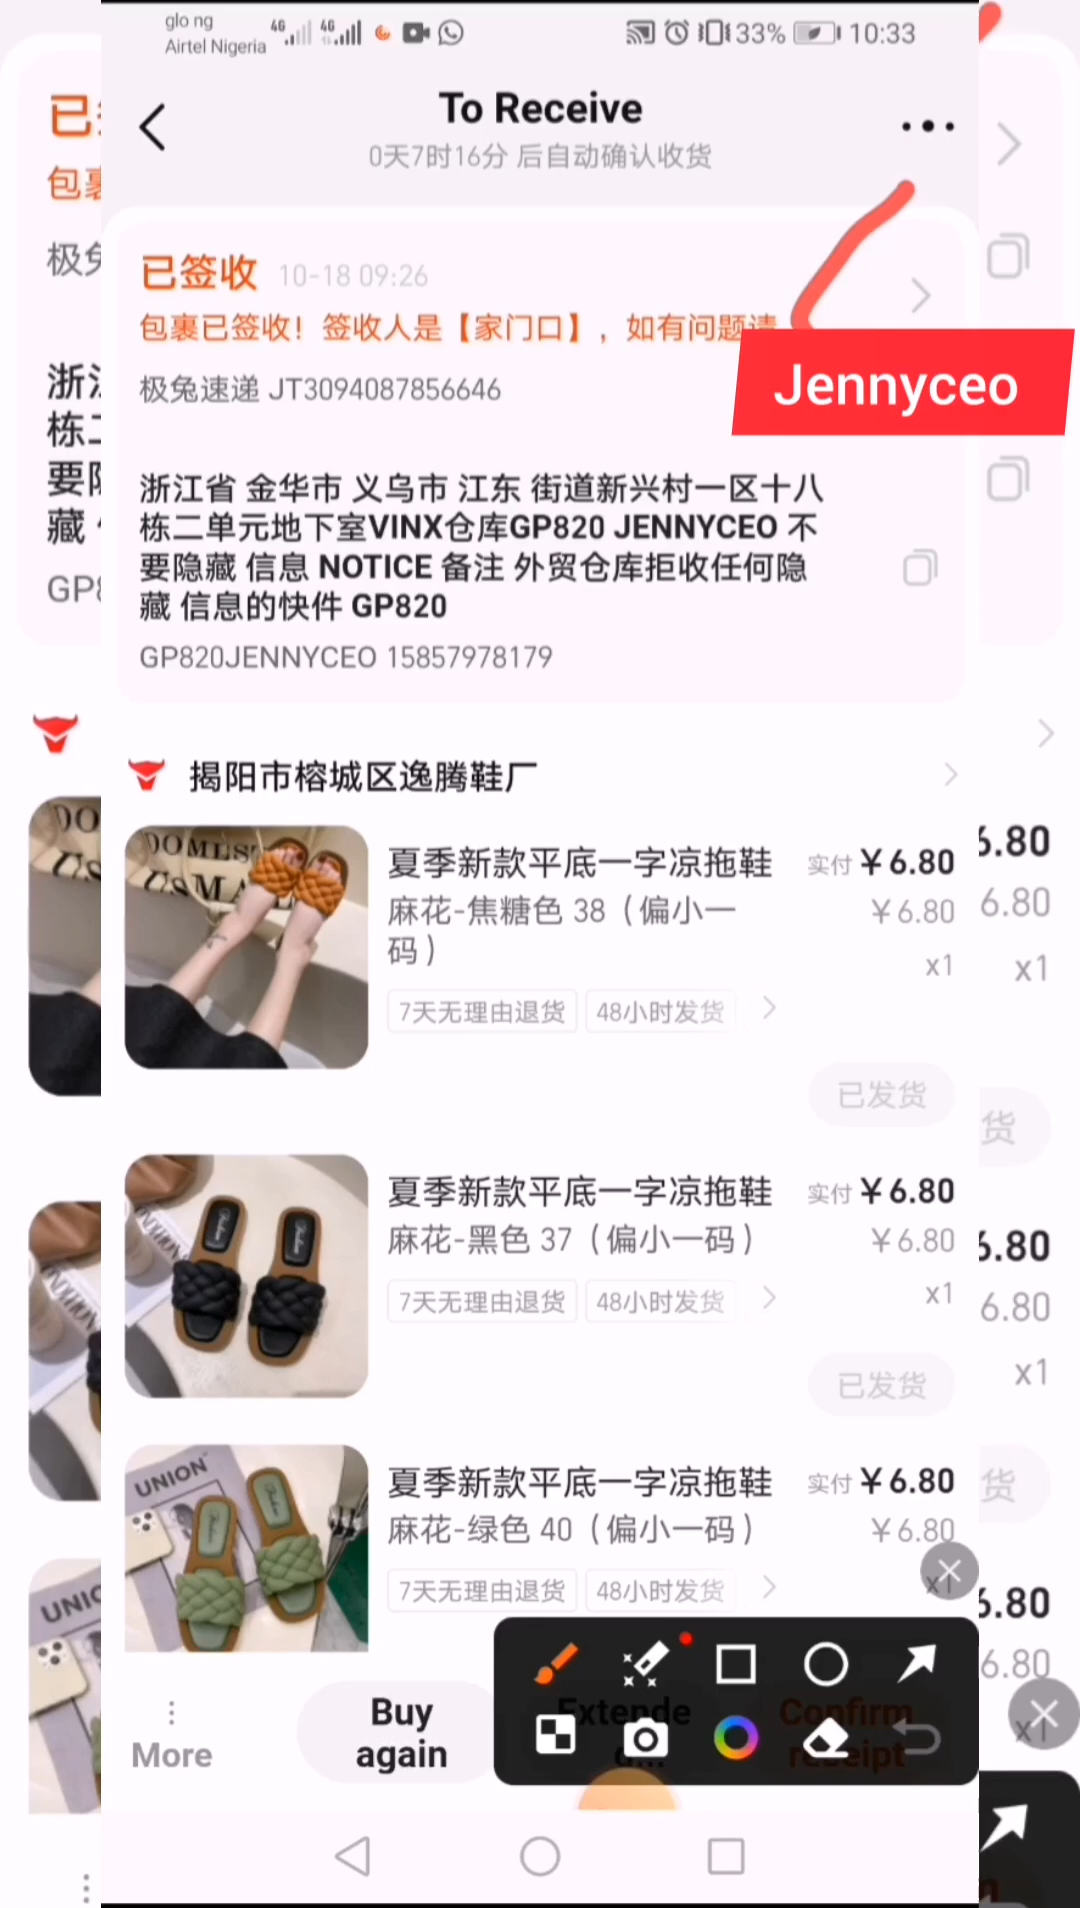 glo ng
Airtel Nigeria
4G
4G
33%
10:33
To Receive
0天7时16分 后自动确认收货
已签收 10-18 09:26
包裹已签收！签收人是【家门口】，如有问题请
极兔速递 JT3094087856646
Jennyceo
浙江省 金华市 义乌市 江东 街道新兴村一区十八
栋二单元地下室VINX仓库GP820 JENNYCEO 不
要隐藏 信息 NOTICE 备注 外贸仓库拒收任何隐
藏 信息的快件 GP820
GP820JENNYCEO 15857978179
揭阳市榕城区逸腾鞋厂
夏季新款平底一字凉拖鞋 实付 ￥6.80
麻花-焦糖色 38（偏小一 ￥6.80
码） x1
7天无理由退货 48小时发货
已发货
夏季新款平底一字凉拖鞋 实付 ￥6.80
麻花-黑色 37（偏小一码） ￥6.80
x1
7天无理由退货 48小时发货
已发货
UNION
夏季新款平底一字凉拖鞋 实付 ￥6.80
麻花-绿色 40（偏小一码） ￥6.80
x1
7天无理由退货 48小时发货
More
Buy
again
Extende
d...
Confirm
receipt